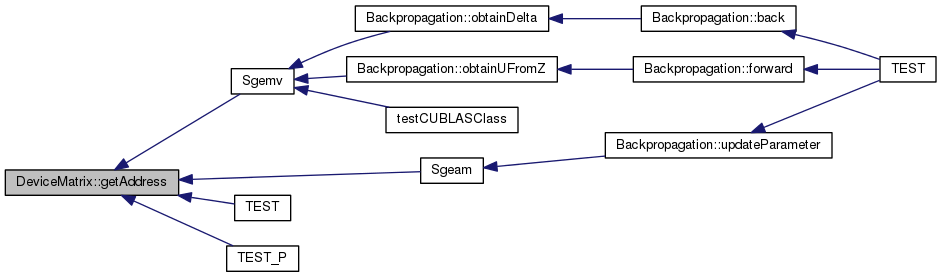 Backpropagation::obtainDelta
Backpropagation::back
Sgemv
Backpropagation::obtainUFromZ
Backpropagation::forward
TEST
testCUBLASClass
Backpropagation::updateParameter
DeviceMatrix::getAddress
Sgeam
TEST
TEST_P